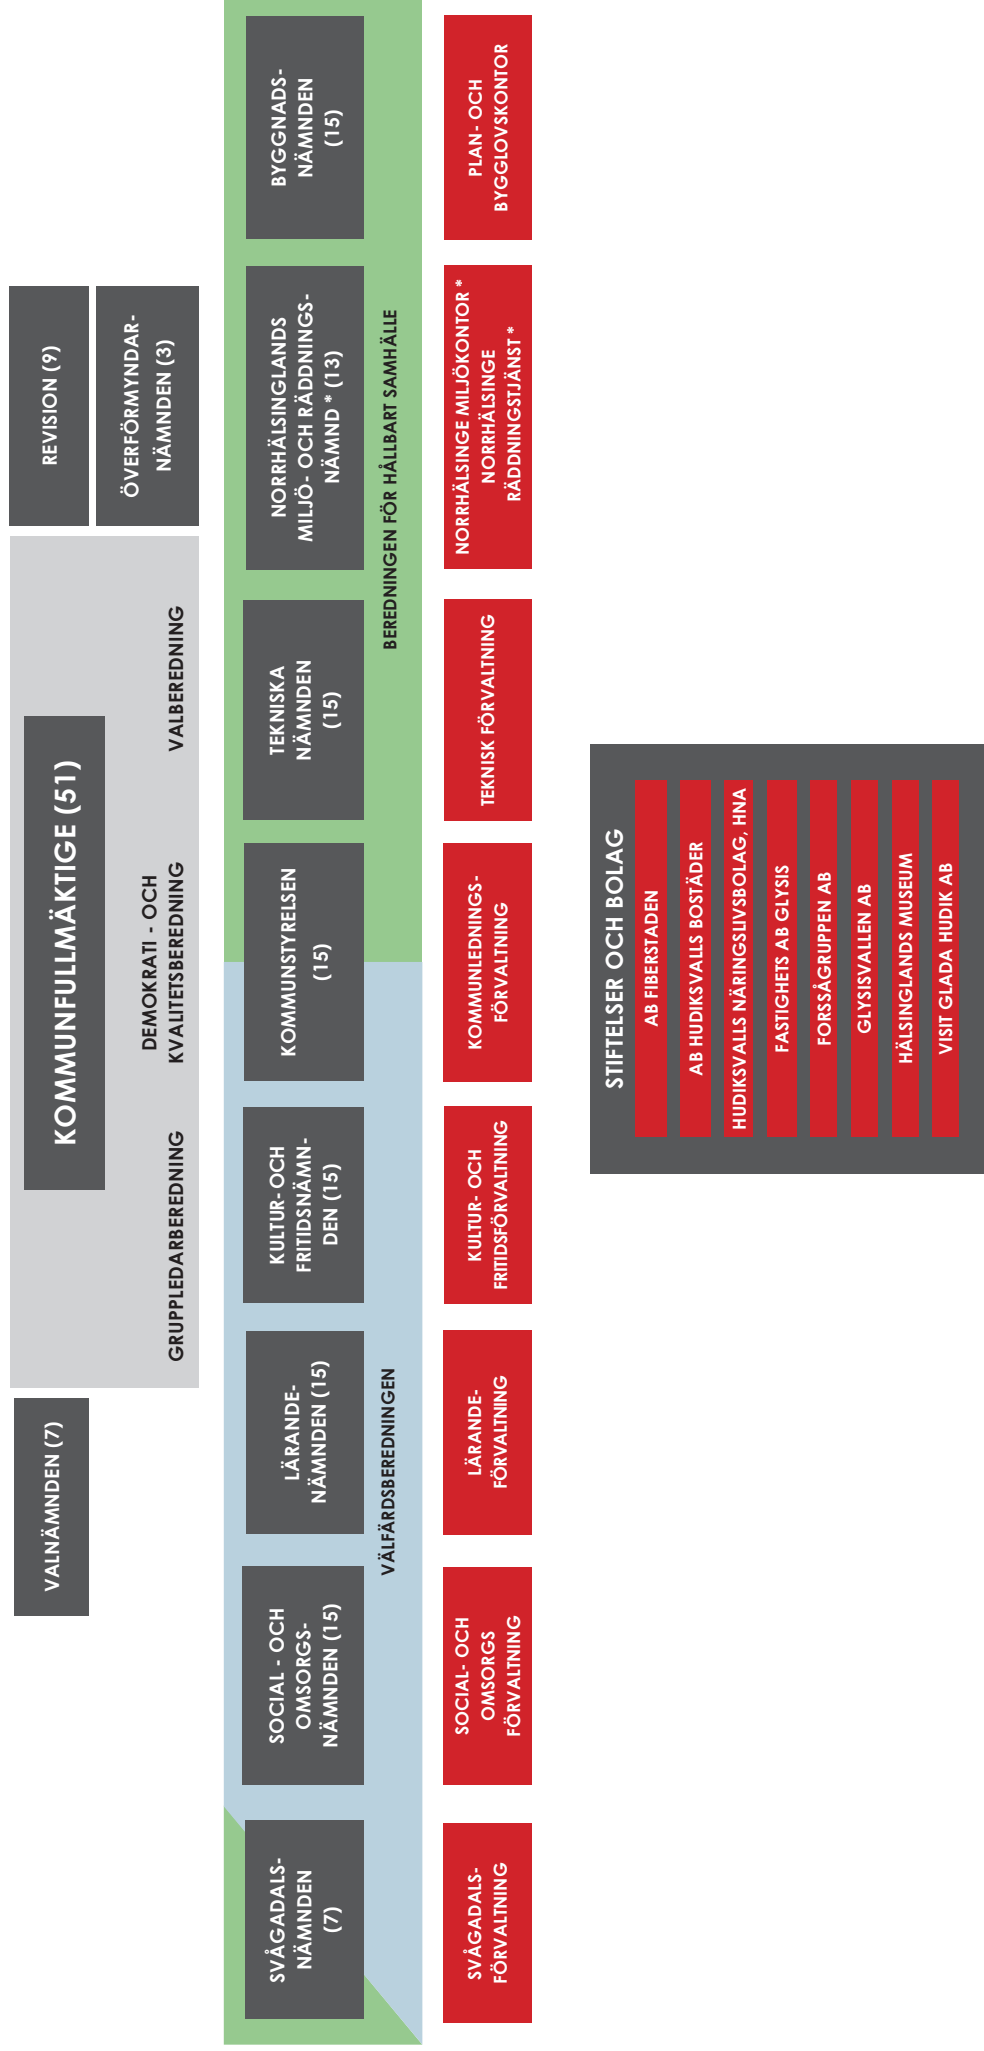 VALNÄMNDEN (7)
KOMMUNFULLMÄKTIGE (51)
GRUPPLEDARBEREDNING
DEMOKRATI - OCH
KVALITETSBEREDNING
VALBEREDNING
REVISION (9)
ÖVERFÖRMYNDAR-
NÄMNDEN (3)
SVÅGADALS-
NÄMNDEN
(7)
SOCIAL - OCH
OMSORGS-
NÄMNDEN (15)
LÄRANDE-
NÄMNDEN (15)
KULTUR- OCH
FRITIDSNÄMN-
DEN (15)
KOMMUNSTYRELSEN
(15)
TEKNISKA
NÄMNDEN
(15)
NORRHÄLSINGLANDS
MILJÖ- OCH RÄDDNINGS-
NÄMND * (13)
BYGGNADS-
NÄMNDEN
(15)
VÄLFÄRDSBEREDNINGEN
BEREDNINGEN FÖR HÅLLBART SAMHÄLLE
SVÅGADALS-
FÖRVALTNING
SOCIAL- OCH
OMSORGS
FÖRVALTNING
LÄRANDE-
FÖRVALTNING
KULTUR- OCH
FRITIDSFÖRVALTNING
KOMMUNLEDNINGS-
FÖRVALTNING
TEKNISK FÖRVALTNING
NORRHÄLSINGE MILJÖKONTOR *
NORRHÄLSINGE
RÄDDNINGSTJÄNST *
PLAN- OCH
BYGGLOVSKONTOR
STIFTELSER OCH BOLAG
AB FIBERSTADEN
AB HUDIKSVALLS BOSTÄDER
HUDIKSVALLS NÄRINGSLIVSBOLAG, HNA
FASTIGHETS AB GLYSIS
FORSSÅGRUPPEN AB
GLYSISVALLEN AB
HÄLSINGLANDS MUSEUM
VISIT GLADA HUDIK AB